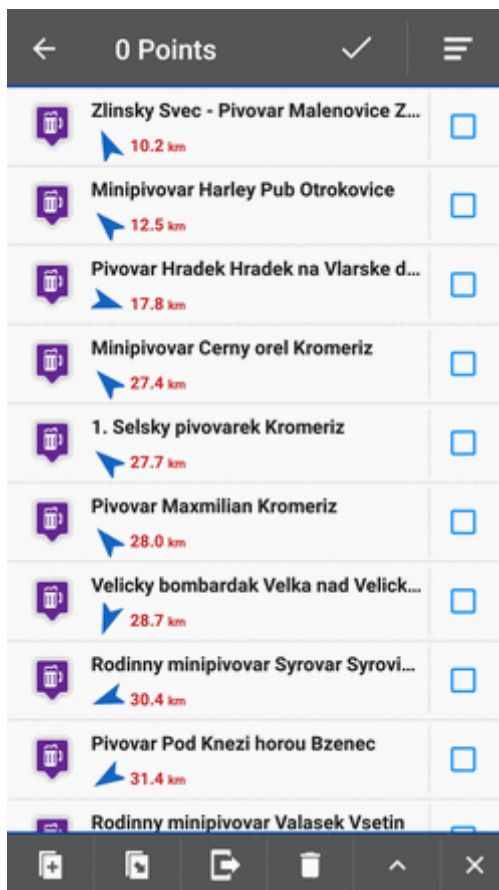 0 Points
Zlinsky Svec - Pivovar Malenovice Z...
10.2 km
Minipivovar Harley Pub Otrokovice
12.5 km
Pivovar Hradek Hradek na Vlarske d...
17.8 km
Minipivovar Cerny orel Kromeriz
27.4 km
1. Selsky pivovarek Kromeriz
27.7 km
Pivovar Maxmilian Kromeriz
28.0 km
Velicky bombardak Velka nad Velick...
28.7 km
Rodinny minipivovar Syrovar Syrovi...
30.4 km
Pivovar Pod Knezi horou Bzenec
31.4 km
Rodinny minipivovar Valasek Vsetin